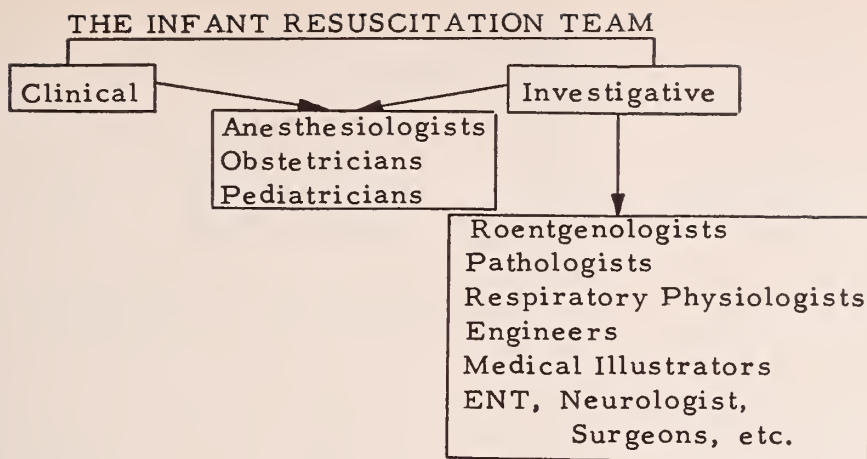 THE INFANT RESUSCITATION TEAM
Clinical
Investigative
Anesthesiologists
Obstetricians
Pediatricians
Roentgenologists
Pathologists
Respiratory Physiologists
Engineers
Medical Illustrators
ENT, Neurologist,
Surgeons, etc.